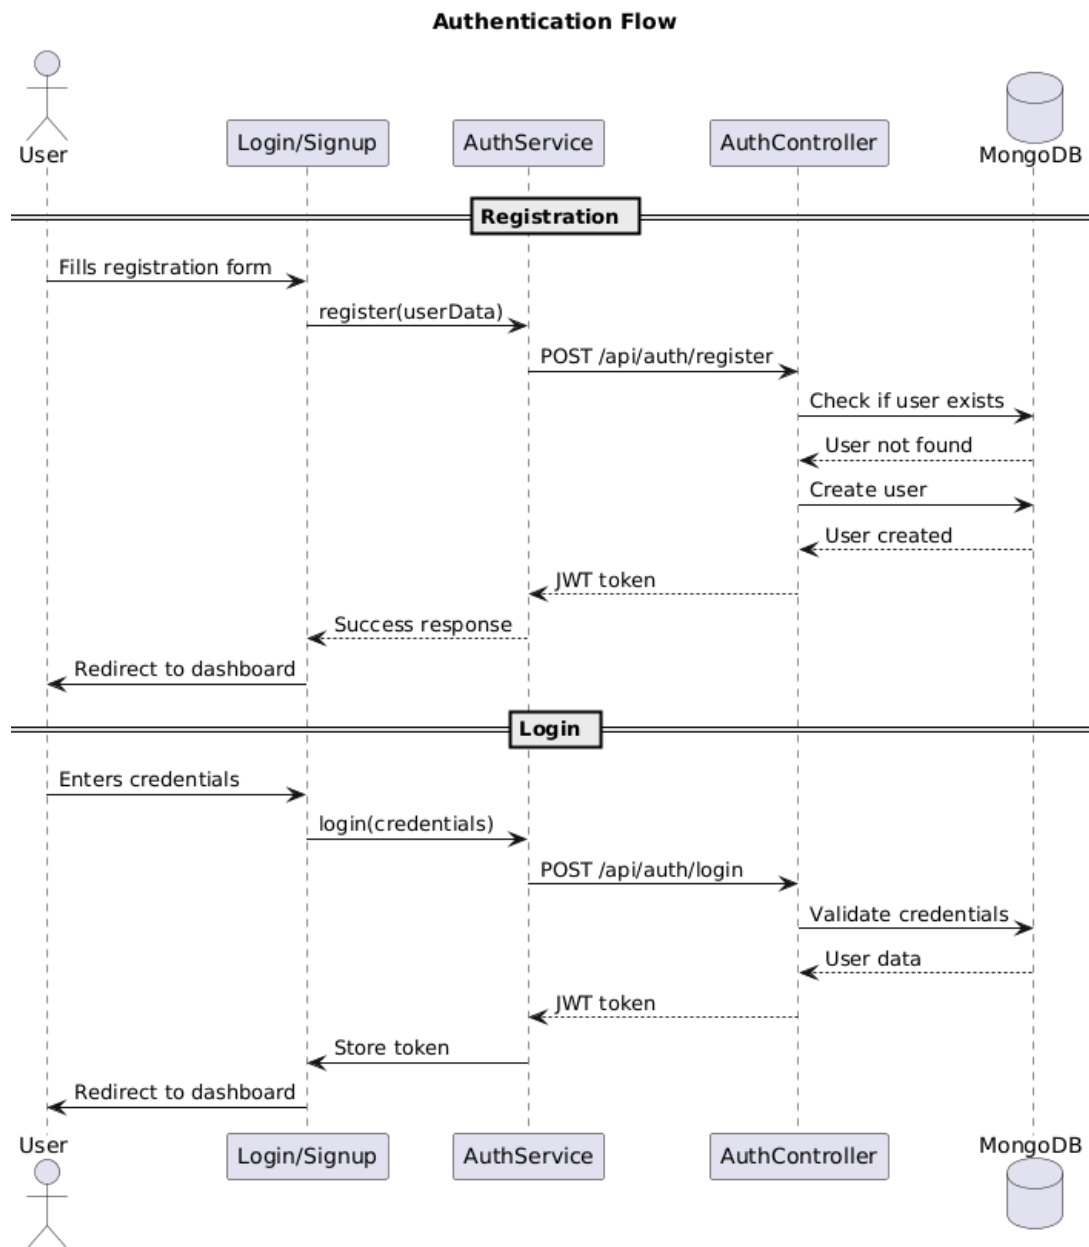 Authentication Flow
User
Login/Signup
AuthService
AuthController
MongoDB
Registration
Fills registration form
register(userData)
POST /api/auth/register
Check if user exists
User not found
Create user
User created
JWT token
Success response
Redirect to dashboard
Login
Enters credentials
login(credentials)
POST /api/auth/login
Validate credentials
User data
JWT token
Store token
Redirect to dashboard
User
Login/Signup
AuthService
AuthController
MongoDB